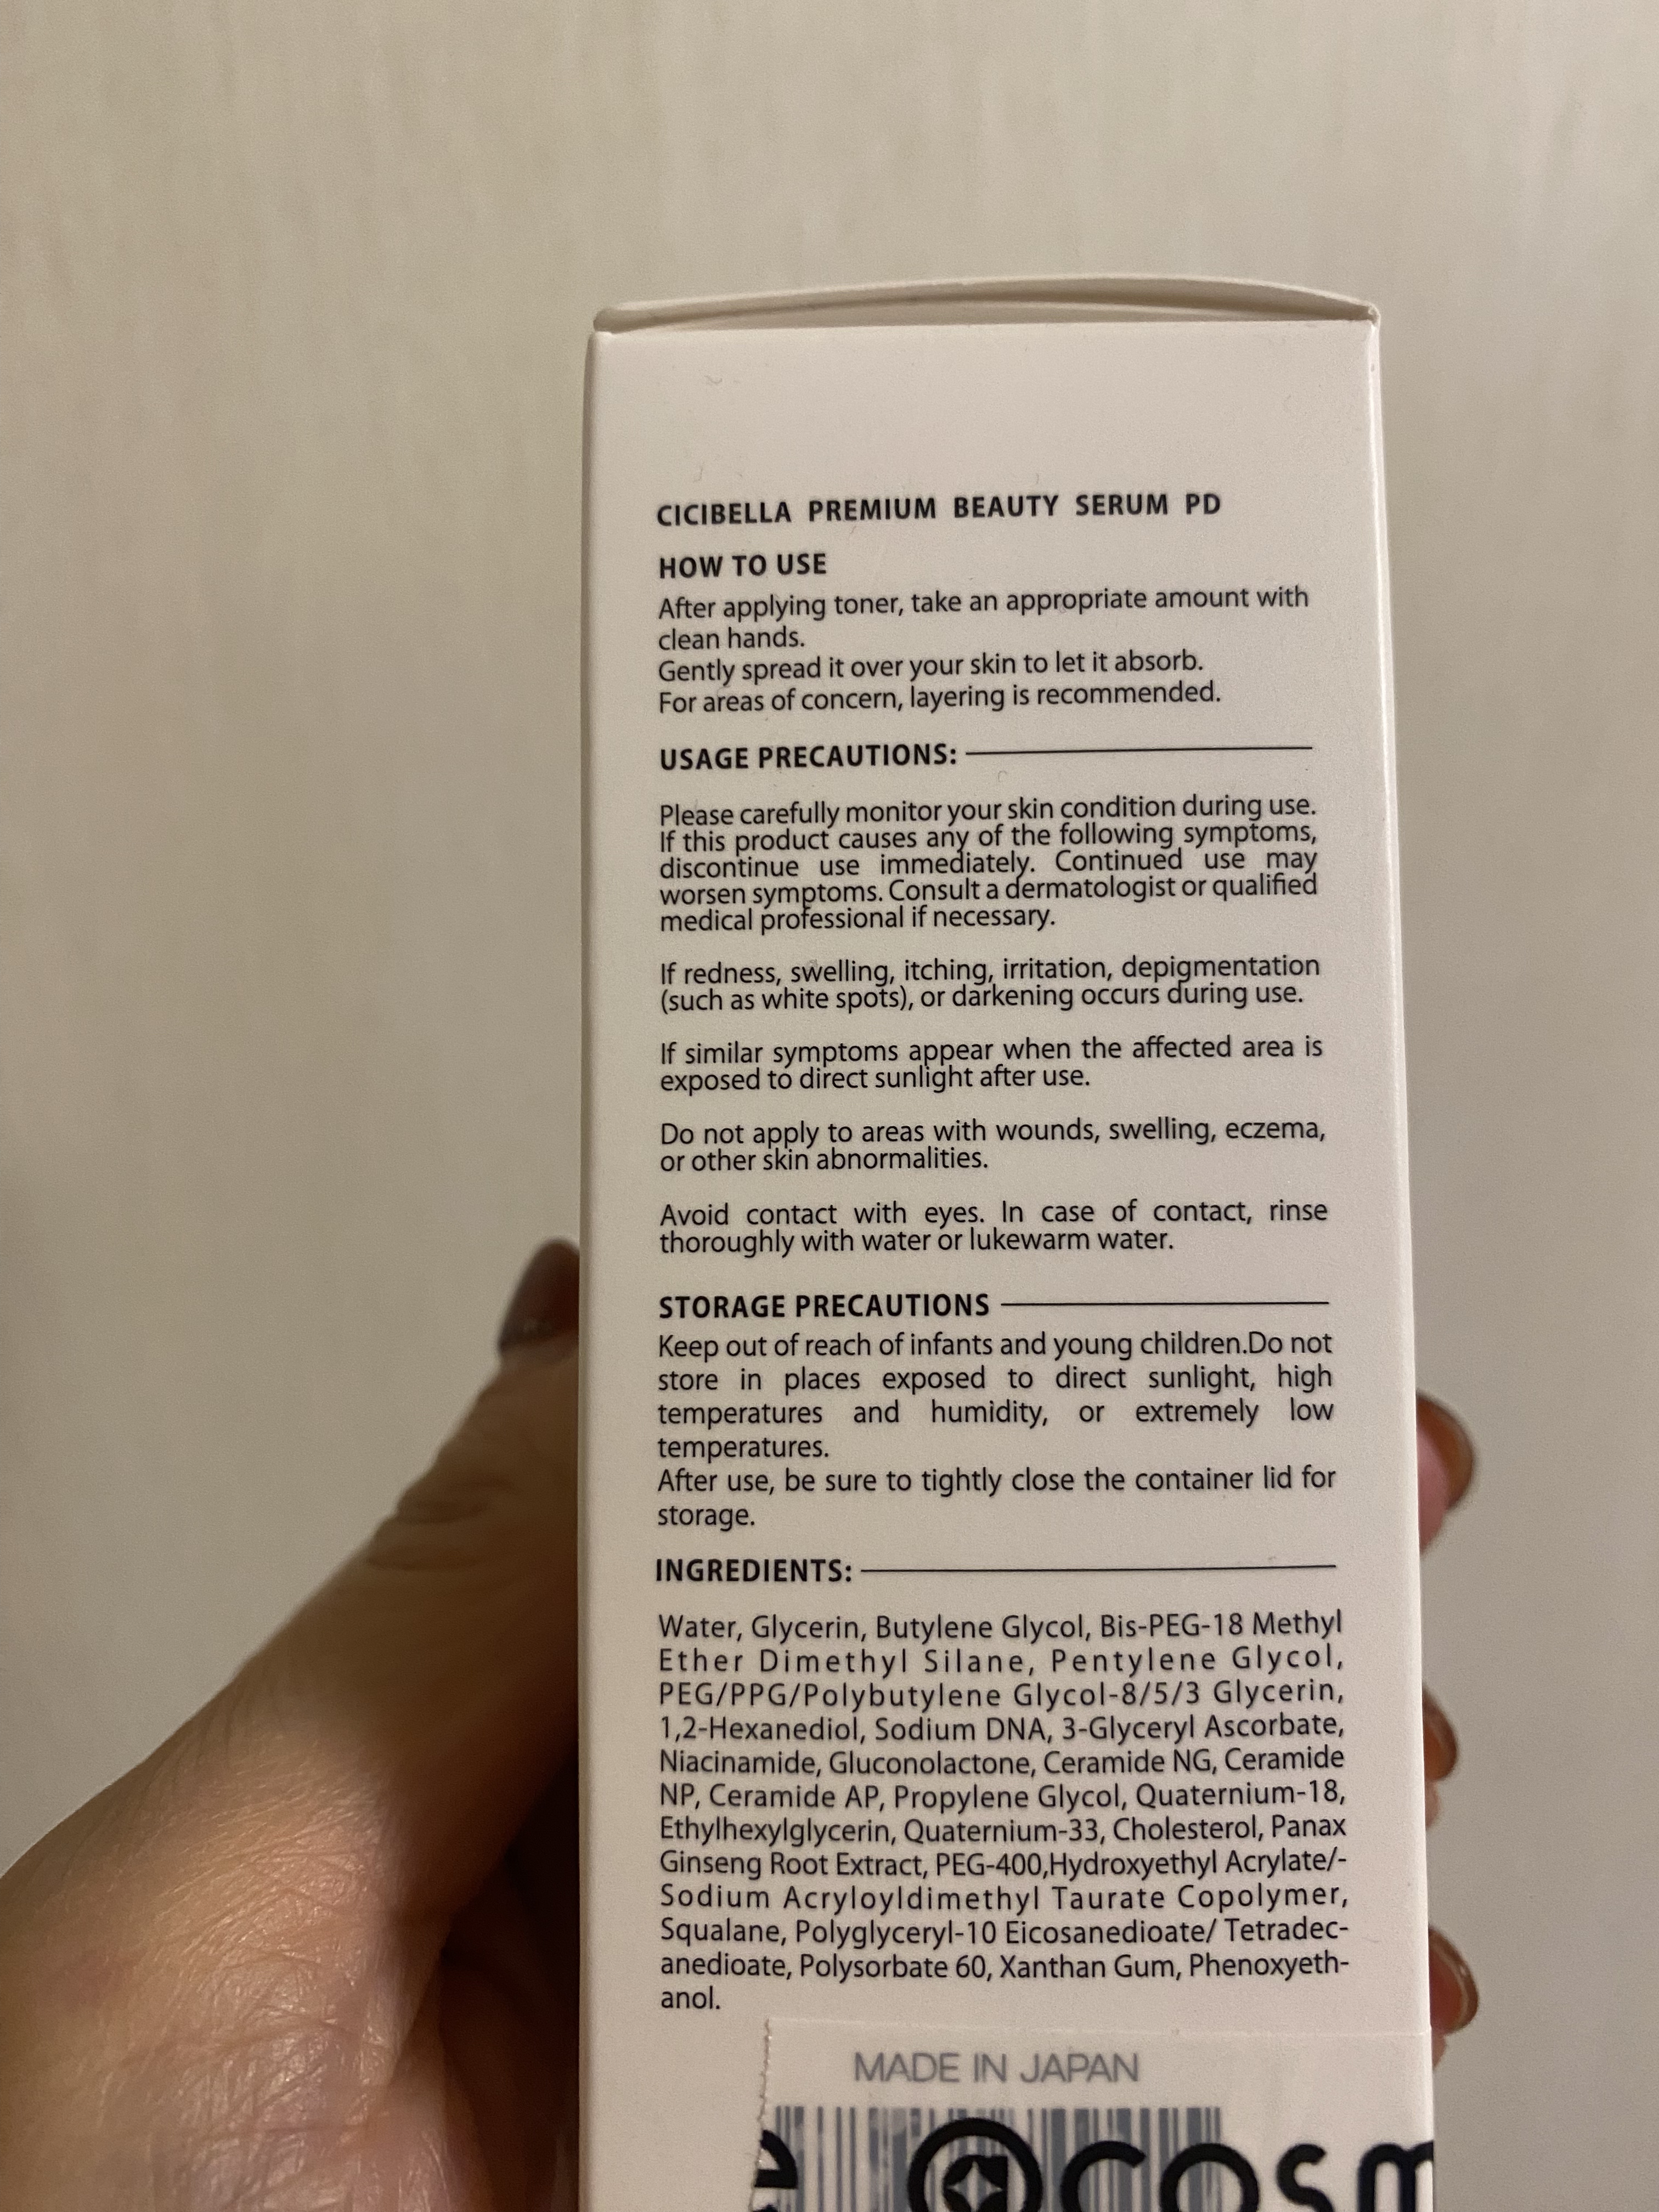 CICIBELLA PREMIUM BEAUTY SERUM PD
HOW TO USE
After applying toner, take an appropriate amount with
clean hands.
Gently spread it over your skin to let it absorb.
For areas of concern, layering is recommended.
USAGE PRECAUTIONS:
Please carefully monitor your skin condition during use.
If this product causes any of the following symptoms,
discontinue use immediately. Continued use may
worsen symptoms. Consult a dermatologist or qualified
medical professional if necessary.
If redness, swelling, itching, irritation, depigmentation
(such as white spots), or darkening occurs during use.
If similar symptoms appear when the affected area is
exposed to direct sunlight after use.
Do not apply to areas with wounds, swelling, eczema,
or other skin abnormalities.
Avoid contact with eyes. In case of contact, rinse
thoroughly with water or lukewarm water.
STORAGE PRECAUTIONS
Keep out of reach of infants and young children.Do not
store in places exposed to direct sunlight, high
temperatures and humidity, or extremely low
temperatures.
After use, be sure to tightly close the container lid for
storage.
INGREDIENTS:
Water, Glycerin, Butylene Glycol, Bis-PEG-18 Methyl
Ether Dimethyl Silane, Pentylene Glycol,
PEG/PPG/Polybutylene Glycol-8/5/3 Glycerin,
1,2-Hexanediol, Sodium DNA, 3-Glyceryl Ascorbate,
Niacinamide, Gluconolactone, Ceramide NG, Ceramide
NP, Ceramide AP, Propylene Glycol, Quaternium-18,
Ethylhexylglycerin, Quaternium-33, Cholesterol, Panax
Ginseng Root Extract, PEG-400,Hydroxyethyl Acrylate/-
Sodium Acryloyldimethyl Taurate Copolymer,
Squalane, Polyglyceryl-10 Eicosanedioate/ Tetradec-
anedioate, Polysorbate 60, Xanthan Gum, Phenoxyeth-
anol.
MADE IN JAPAN
e @cosm